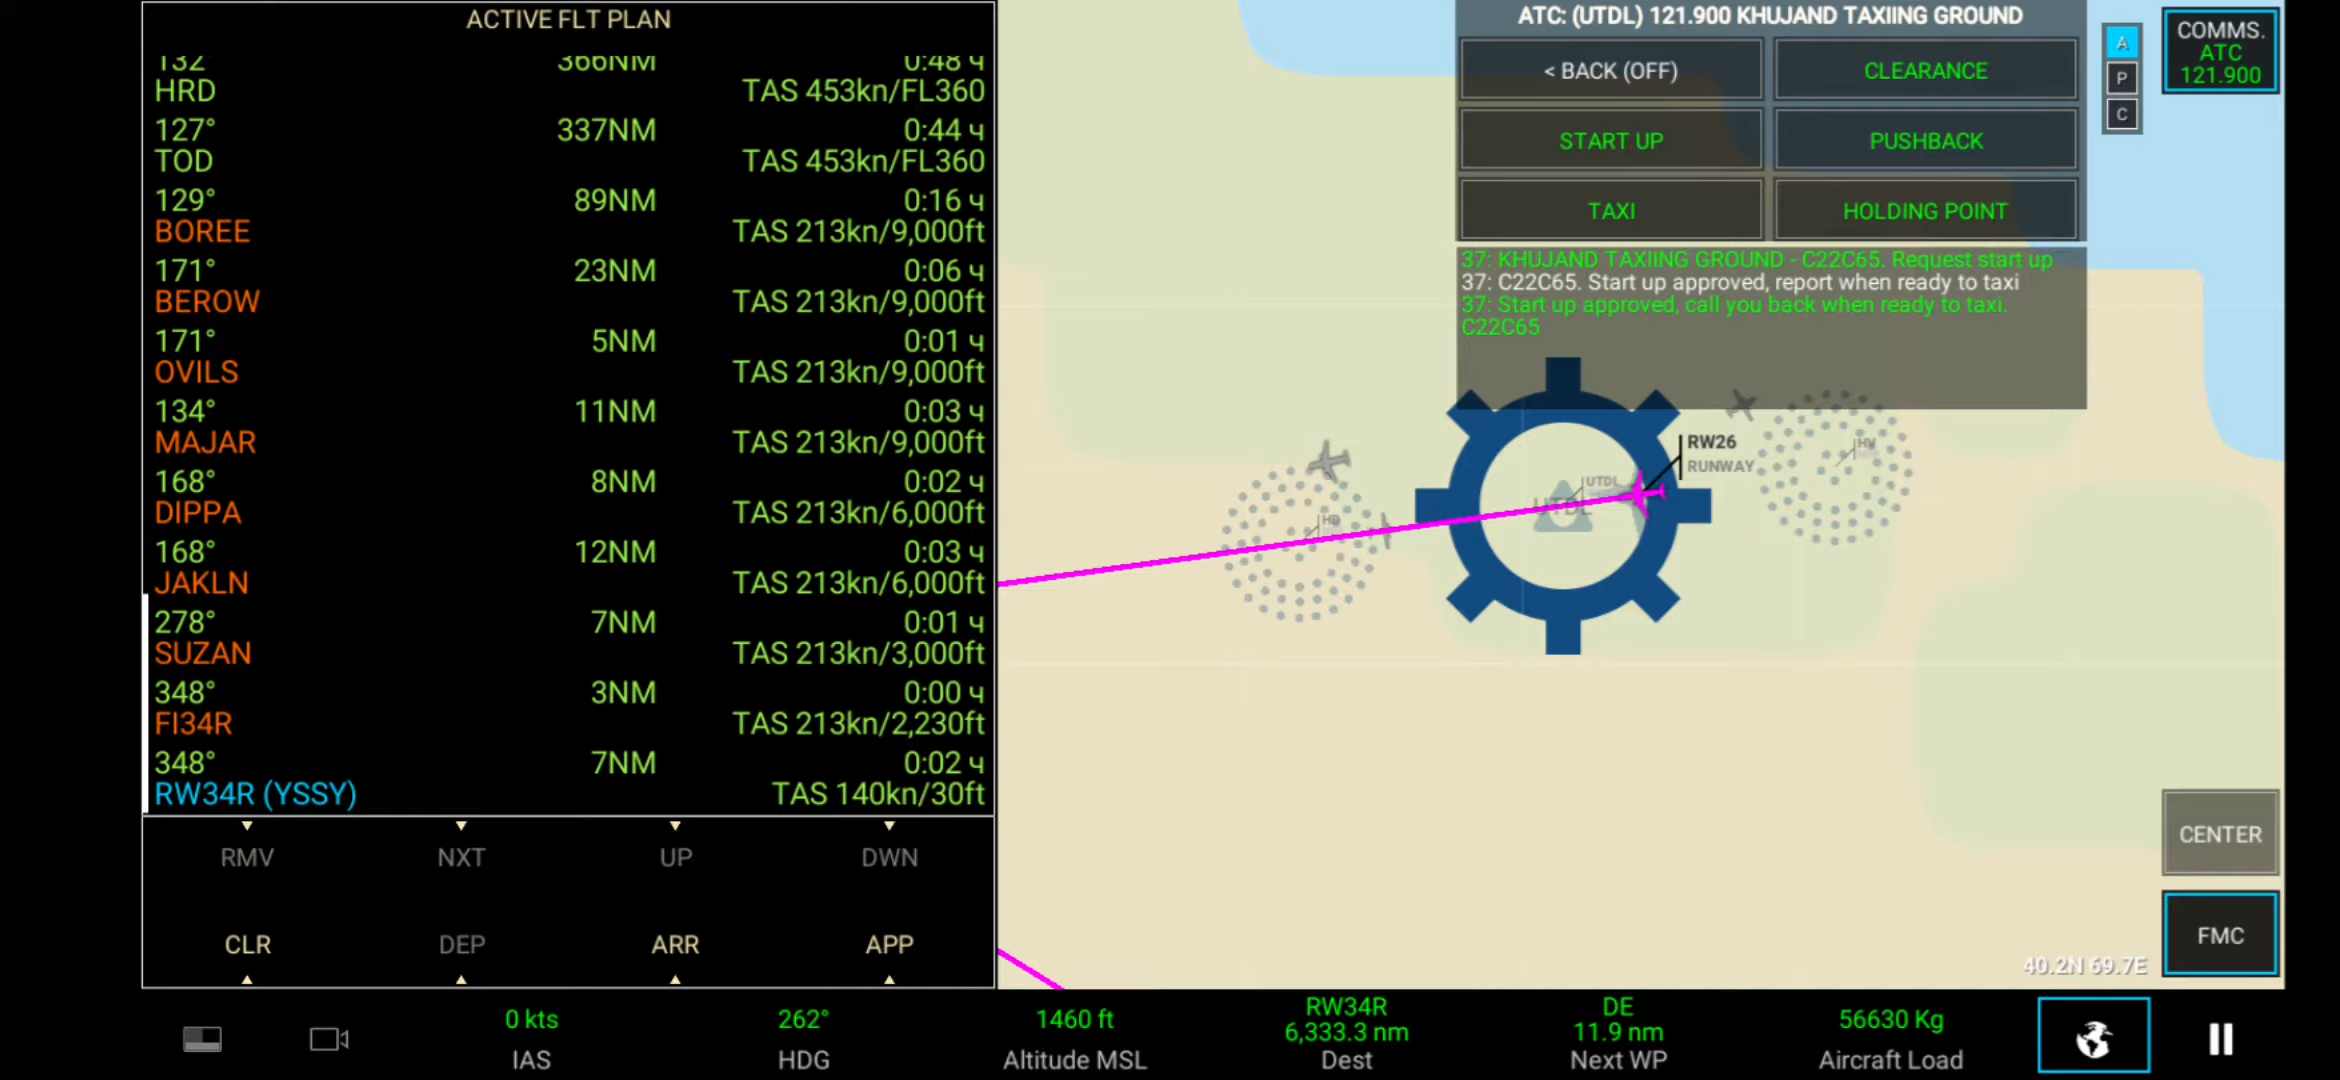 ACTIVE FLT PLAN
132 366NM 0:48 ч
HRD TAS 453kn/FL360
127° 337NM 0:44 ч
TOD TAS 453kn/FL360
129° 89NM 0:16 ч
BOREE TAS 213kn/9,000ft
171° 23NM 0:06 ч
BEROW TAS 213kn/9,000ft
171° 5NM 0:01 ч
OVILS TAS 213kn/9,000ft
134° 11NM 0:03 ч
MAJAR TAS 213kn/9,000ft
168° 8NM 0:02 ч
DIPPA TAS 213kn/6,000ft
168° 12NM 0:03 ч
JAKLN TAS 213kn/6,000ft
278° 7NM 0:01 ч
SUZAN TAS 213kn/3,000ft
348° 3NM 0:00 ч
FI34R TAS 213kn/2,230ft
348° 7NM 0:02 ч
RW34R (YSSY) TAS 140kn/30ft
RMV NXT UP DWN
CLR DEP ARR APP
ATC: (UTDL) 121.900 KHUJAND TAXIING GROUND
< BACK (OFF) CLEARANCE
START UP PUSHBACK
TAXI HOLDING POINT
37: KHUJAND TAXIING GROUND - C22C65. Request start up
37: C22C65. Start up approved, report when ready to taxi
37: Start up approved, call you back when ready to taxi.
C22C65
A
P
C
COMMS.
ATC
121.900
RW26
RUNWAY
HV
UTDL
UTDL
HD
CENTER
FMC
40.2N 69.7E
0 kts
IAS
262°
HDG
1460 ft
Altitude MSL
RW34R
6,333.3 nm
Dest
DE
11.9 nm
Next WP
56630 Kg
Aircraft Load